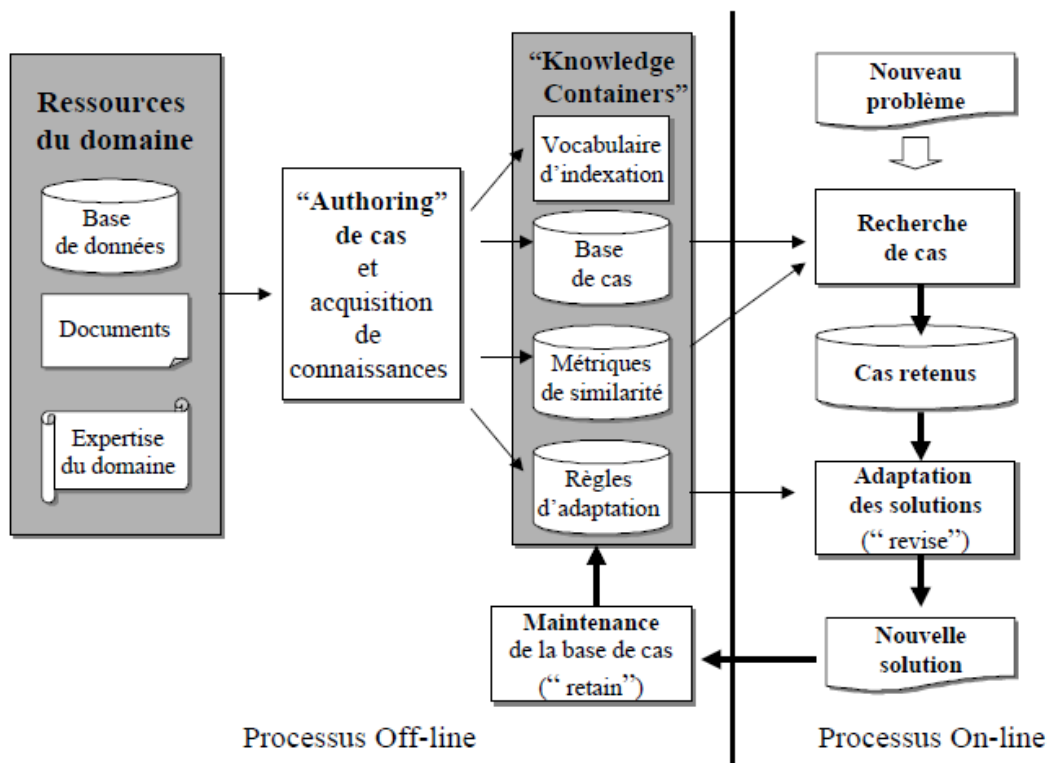 Ressources
du domaine
Base
de données
Documents
Expertise
du domaine
“Authoring”
de cas
et
acquisition
de
connaissances
“Knowledge
Containers”
Vocabulaire
d’indexation
Base
de cas
Métriques
de similarité
Règles
d’adaptation
Maintenance
de la base de cas
(“ retain”)
Nouveau
problème
Recherche
de cas
Cas retenus
Adaptation
des solutions
(“ revise”)
Nouvelle
solution
Processus Off-line
Processus On-line